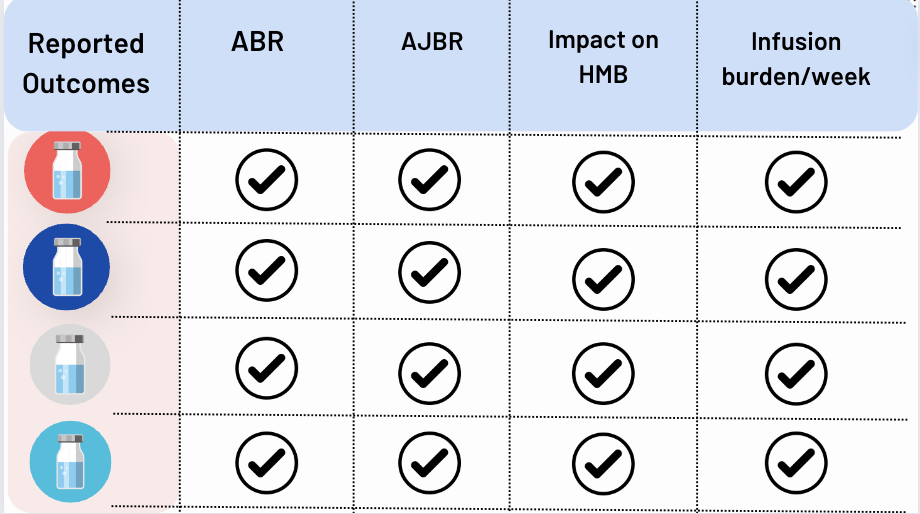 Reported
Outcomes
ABR
AJBR
Impact on
HMB
Infusion
burden/week